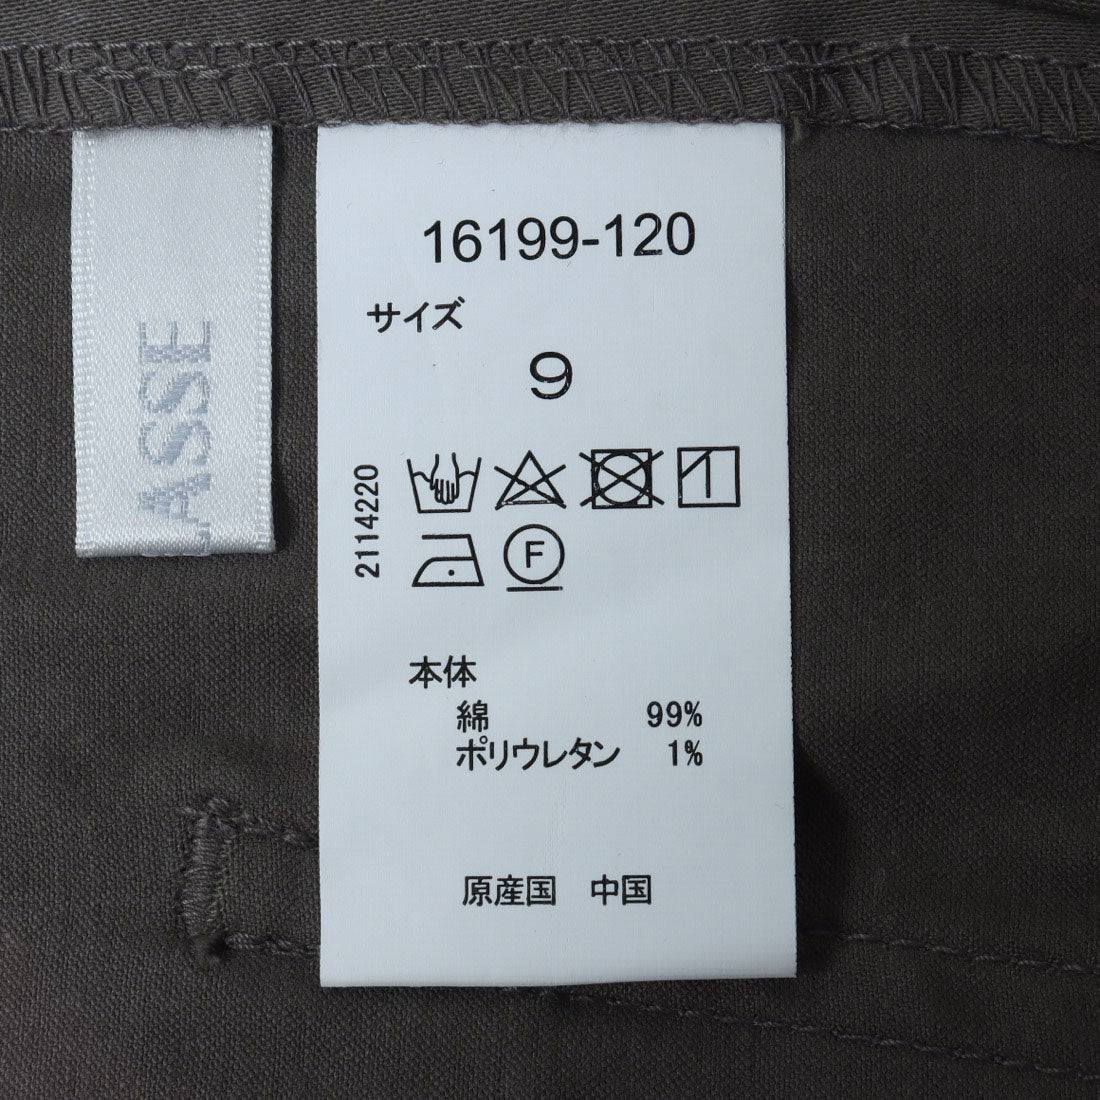 16199-120
サイズ
9
2114220
F
本体
綿 99%
ポリウレタン 1%
原産国 中国
ASSE